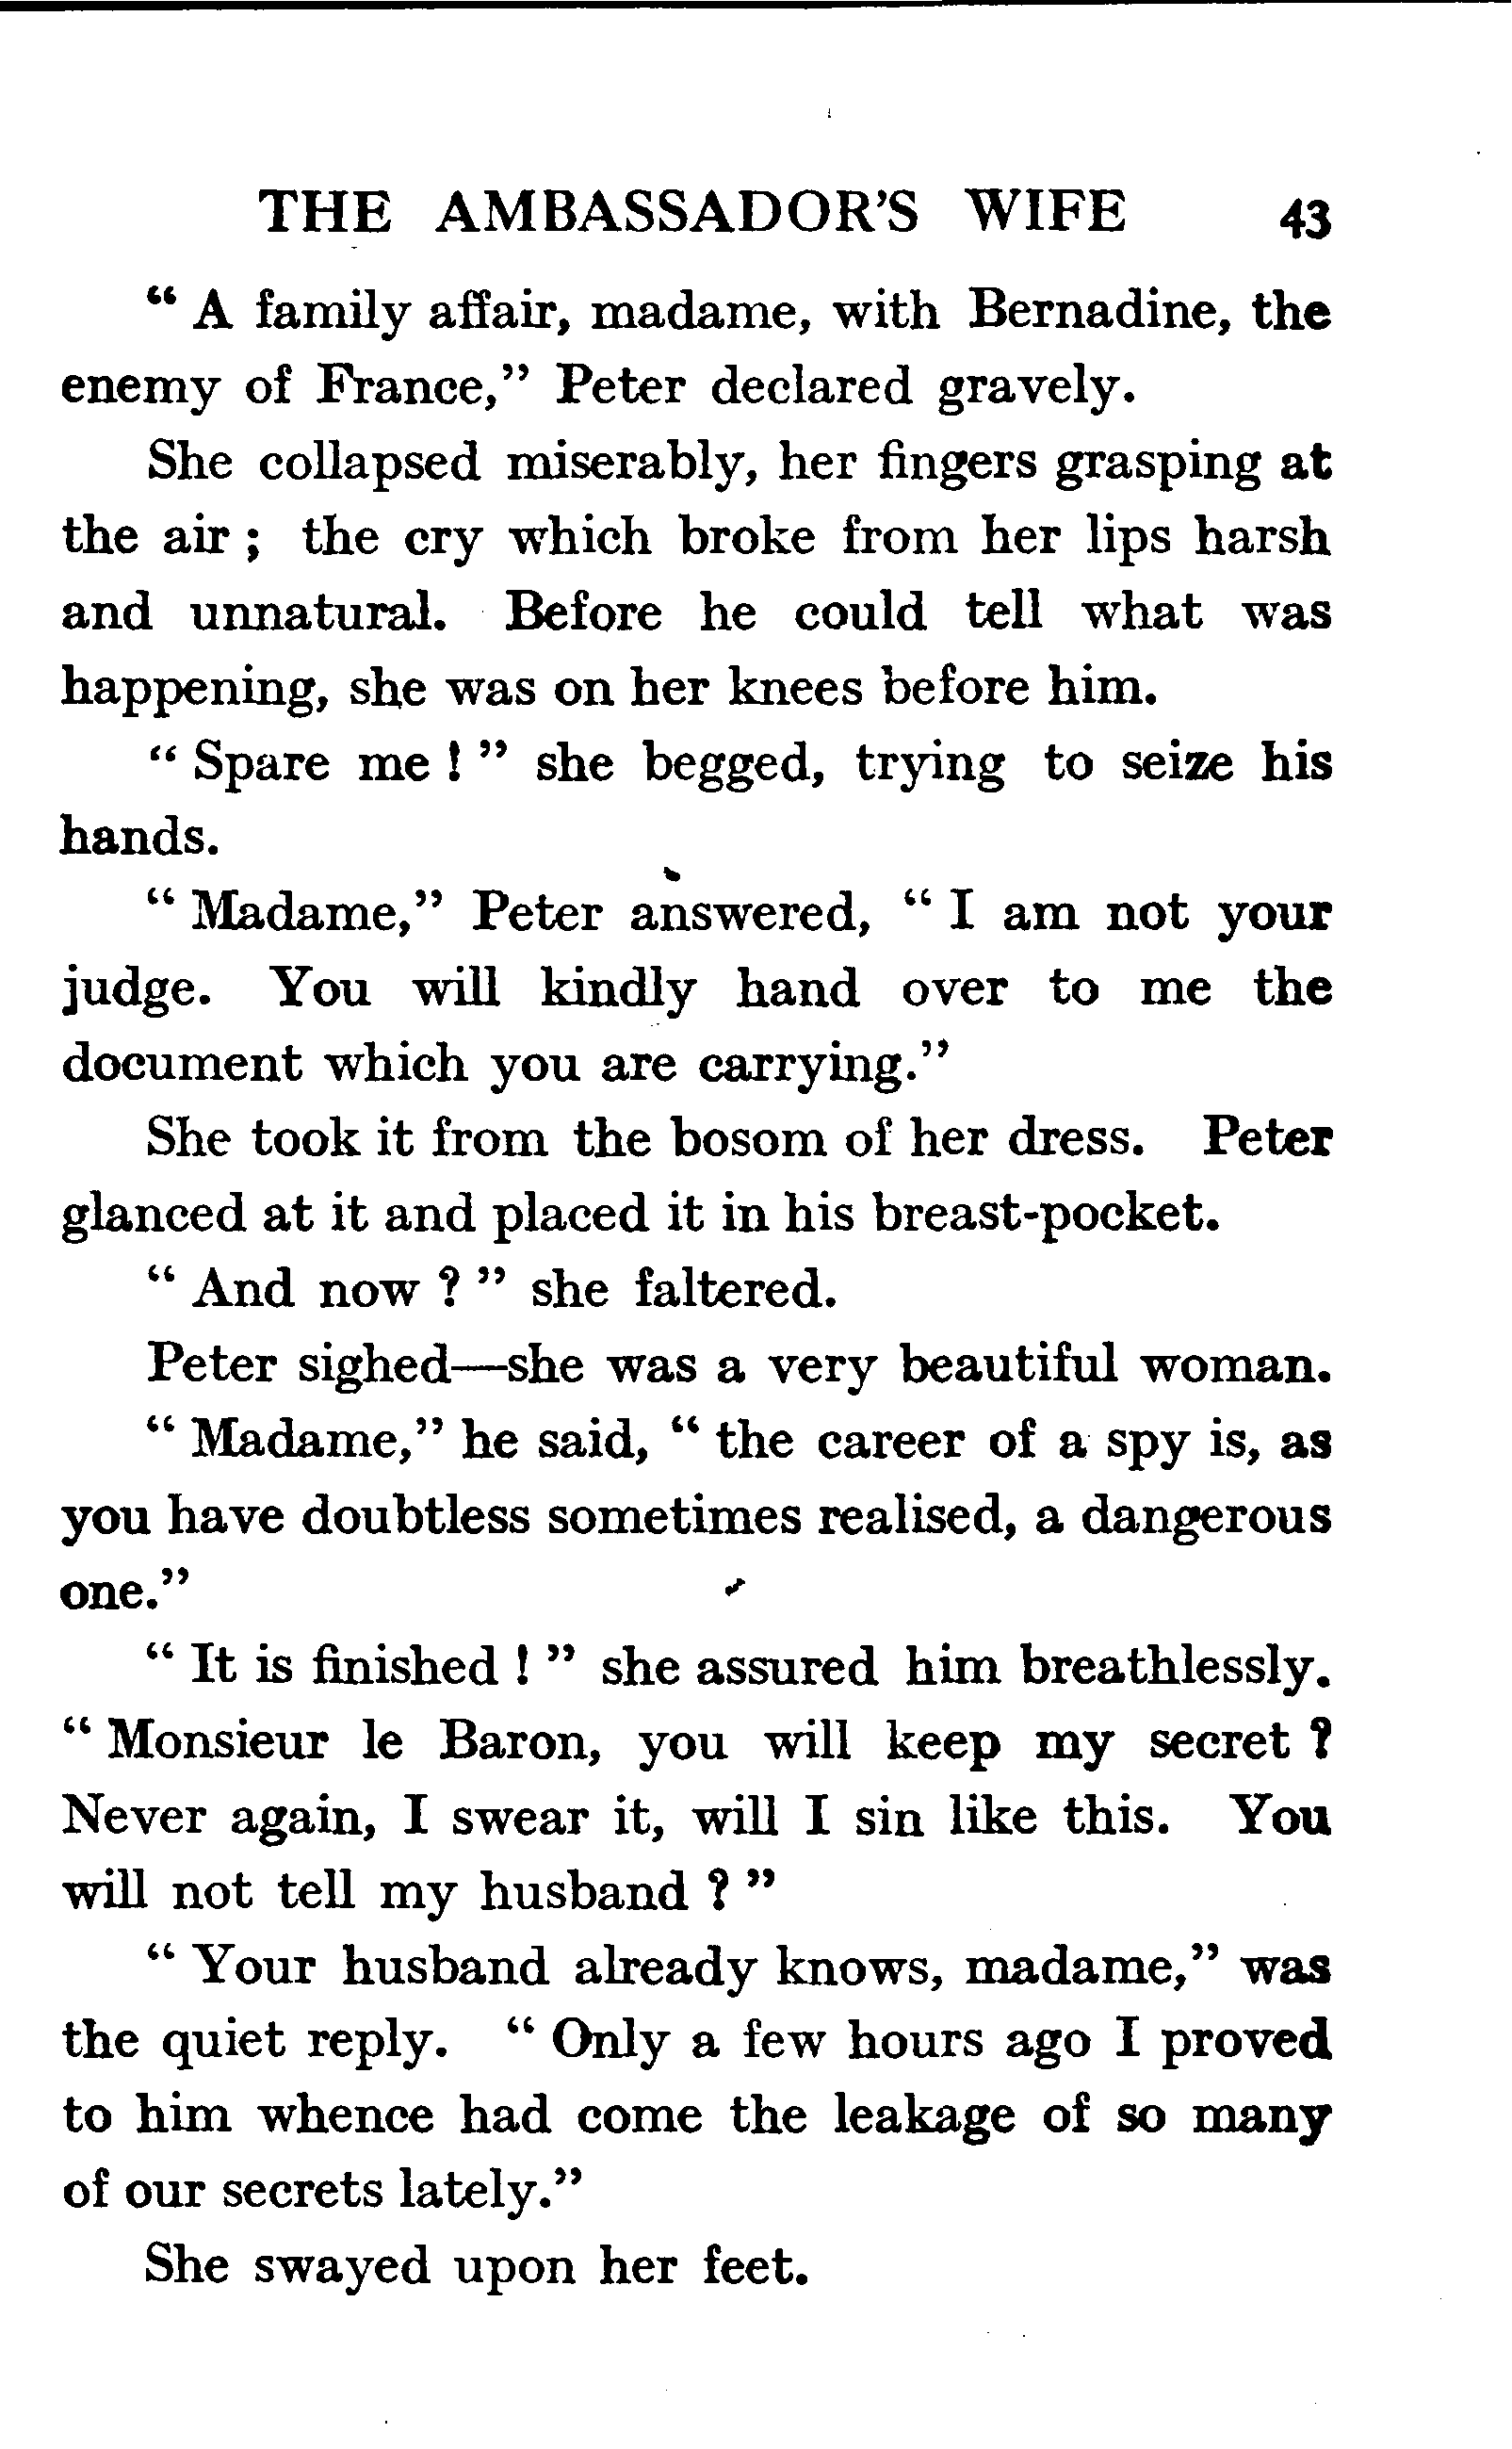 THE AMBASSADOR'S WIFE 43
“ A family affair, madame, with Bernadine, the
enemy of France,” Peter declared gravely.
She collapsed miserably, her fingers grasping at
the air ; the cry which broke from her lips harsh
and unnatural. Before he could tell what was
happening, she was on her knees before him.
“ Spare me ! ” she begged, trying to seize his
hands.
“ Madame,” Peter answered, “ I am not your
judge. You will kindly hand over to me the
document which you are carrying.”
She took it from the bosom of her dress. Peter
glanced at it and placed it in his breast-pocket.
“ And now ? ” she faltered.
Peter sighed—she was a very beautiful woman.
“ Madame,” he said, “ the career of a spy is, as
you have doubtless sometimes realised, a dangerous
one.”
“ It is finished ! ” she assured him breathlessly.
“ Monsieur le Baron, you will keep my secret ?
Never again, I swear it, will I sin like this. You
will not tell my husband ? ”
“ Your husband already knows, madame,” was
the quiet reply. “ Only a few hours ago I proved
to him whence had come the leakage of so many
of our secrets lately.”
She swayed upon her feet.